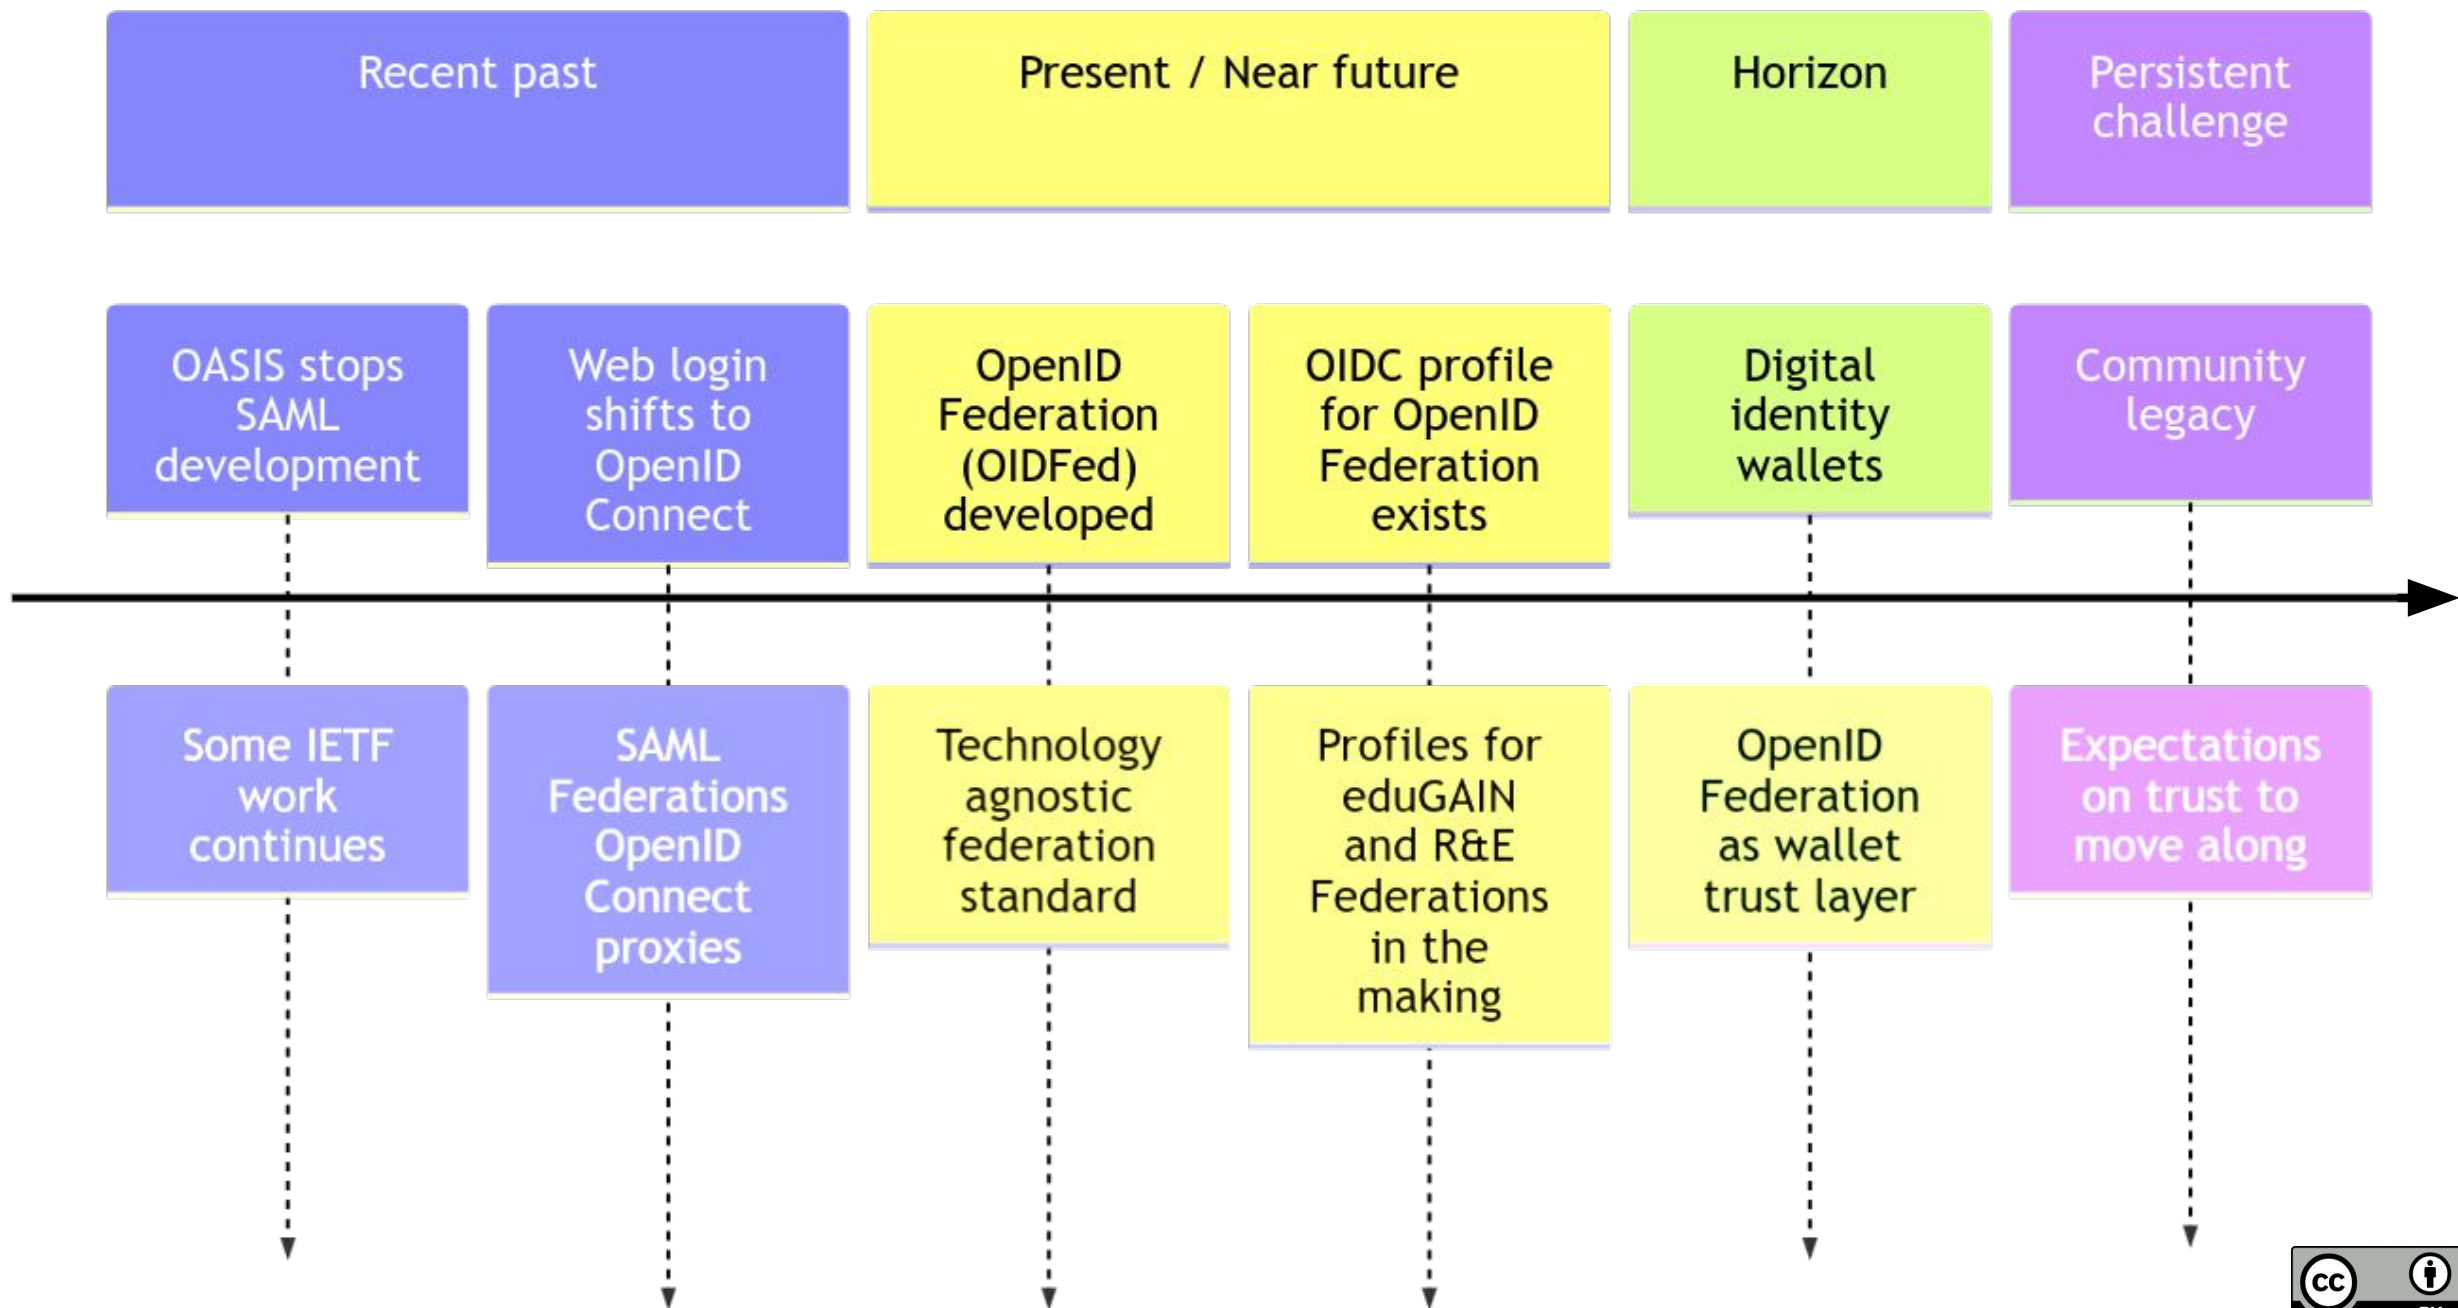 Recent past
Present / Near future
Horizon
Persistent
challenge
OASIS stops
SAML
development
Web login
shifts to
OpenID
Connect
OpenID
Federation
(OIDFed)
developed
OIDC profile
for OpenID
Federation
exists
Digital
identity
wallets
Community
legacy
Some IETF
work
continues
SAML
Federations
OpenID
Connect
proxies
Technology
agnostic
federation
standard
Profiles for
eduGAIN
and R&E
Federations
in the
making
OpenID
Federation
as wallet
trust layer
Expectations
on trust to
move along
cc